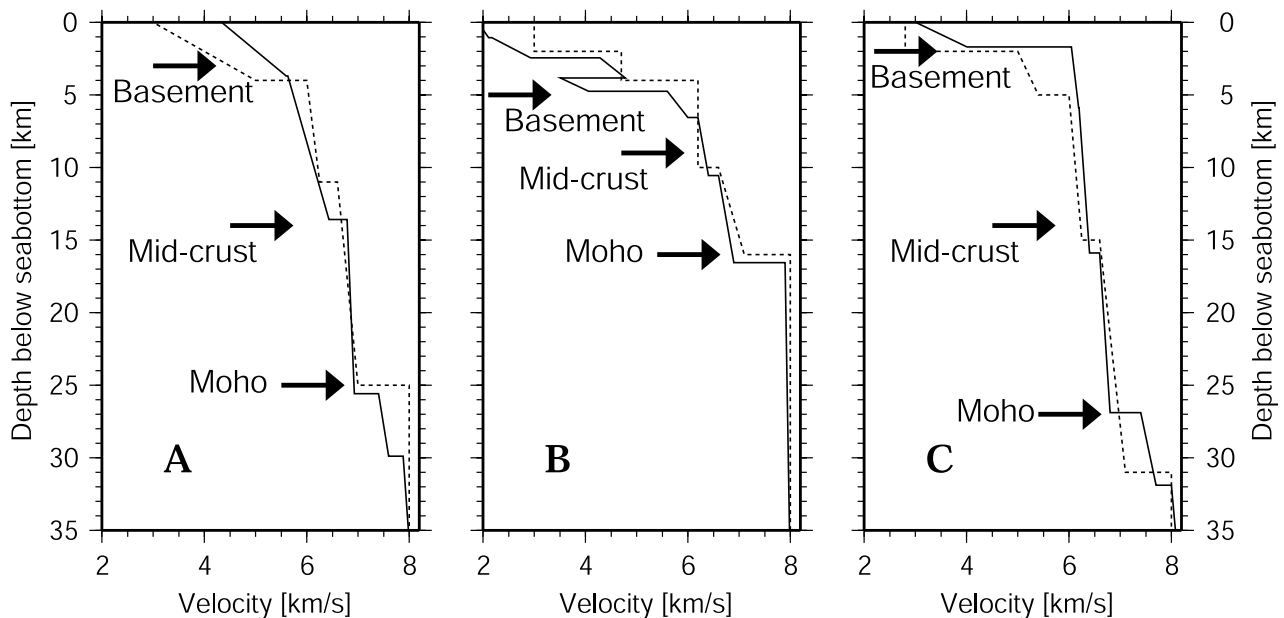 Depth below seabottom [km]
0
5
10
15
20
25
30
35
Basement
Mid-crust
Moho
A
2 4 6 8
Velocity [km/s]
Basement
Mid-crust
Moho
B
2 4 6 8
Velocity [km/s]
Basement
Mid-crust
Moho
C
2 4 6 8
Velocity [km/s]
0
5
10
15
20
25
30
35
Depth below seabottom [km]